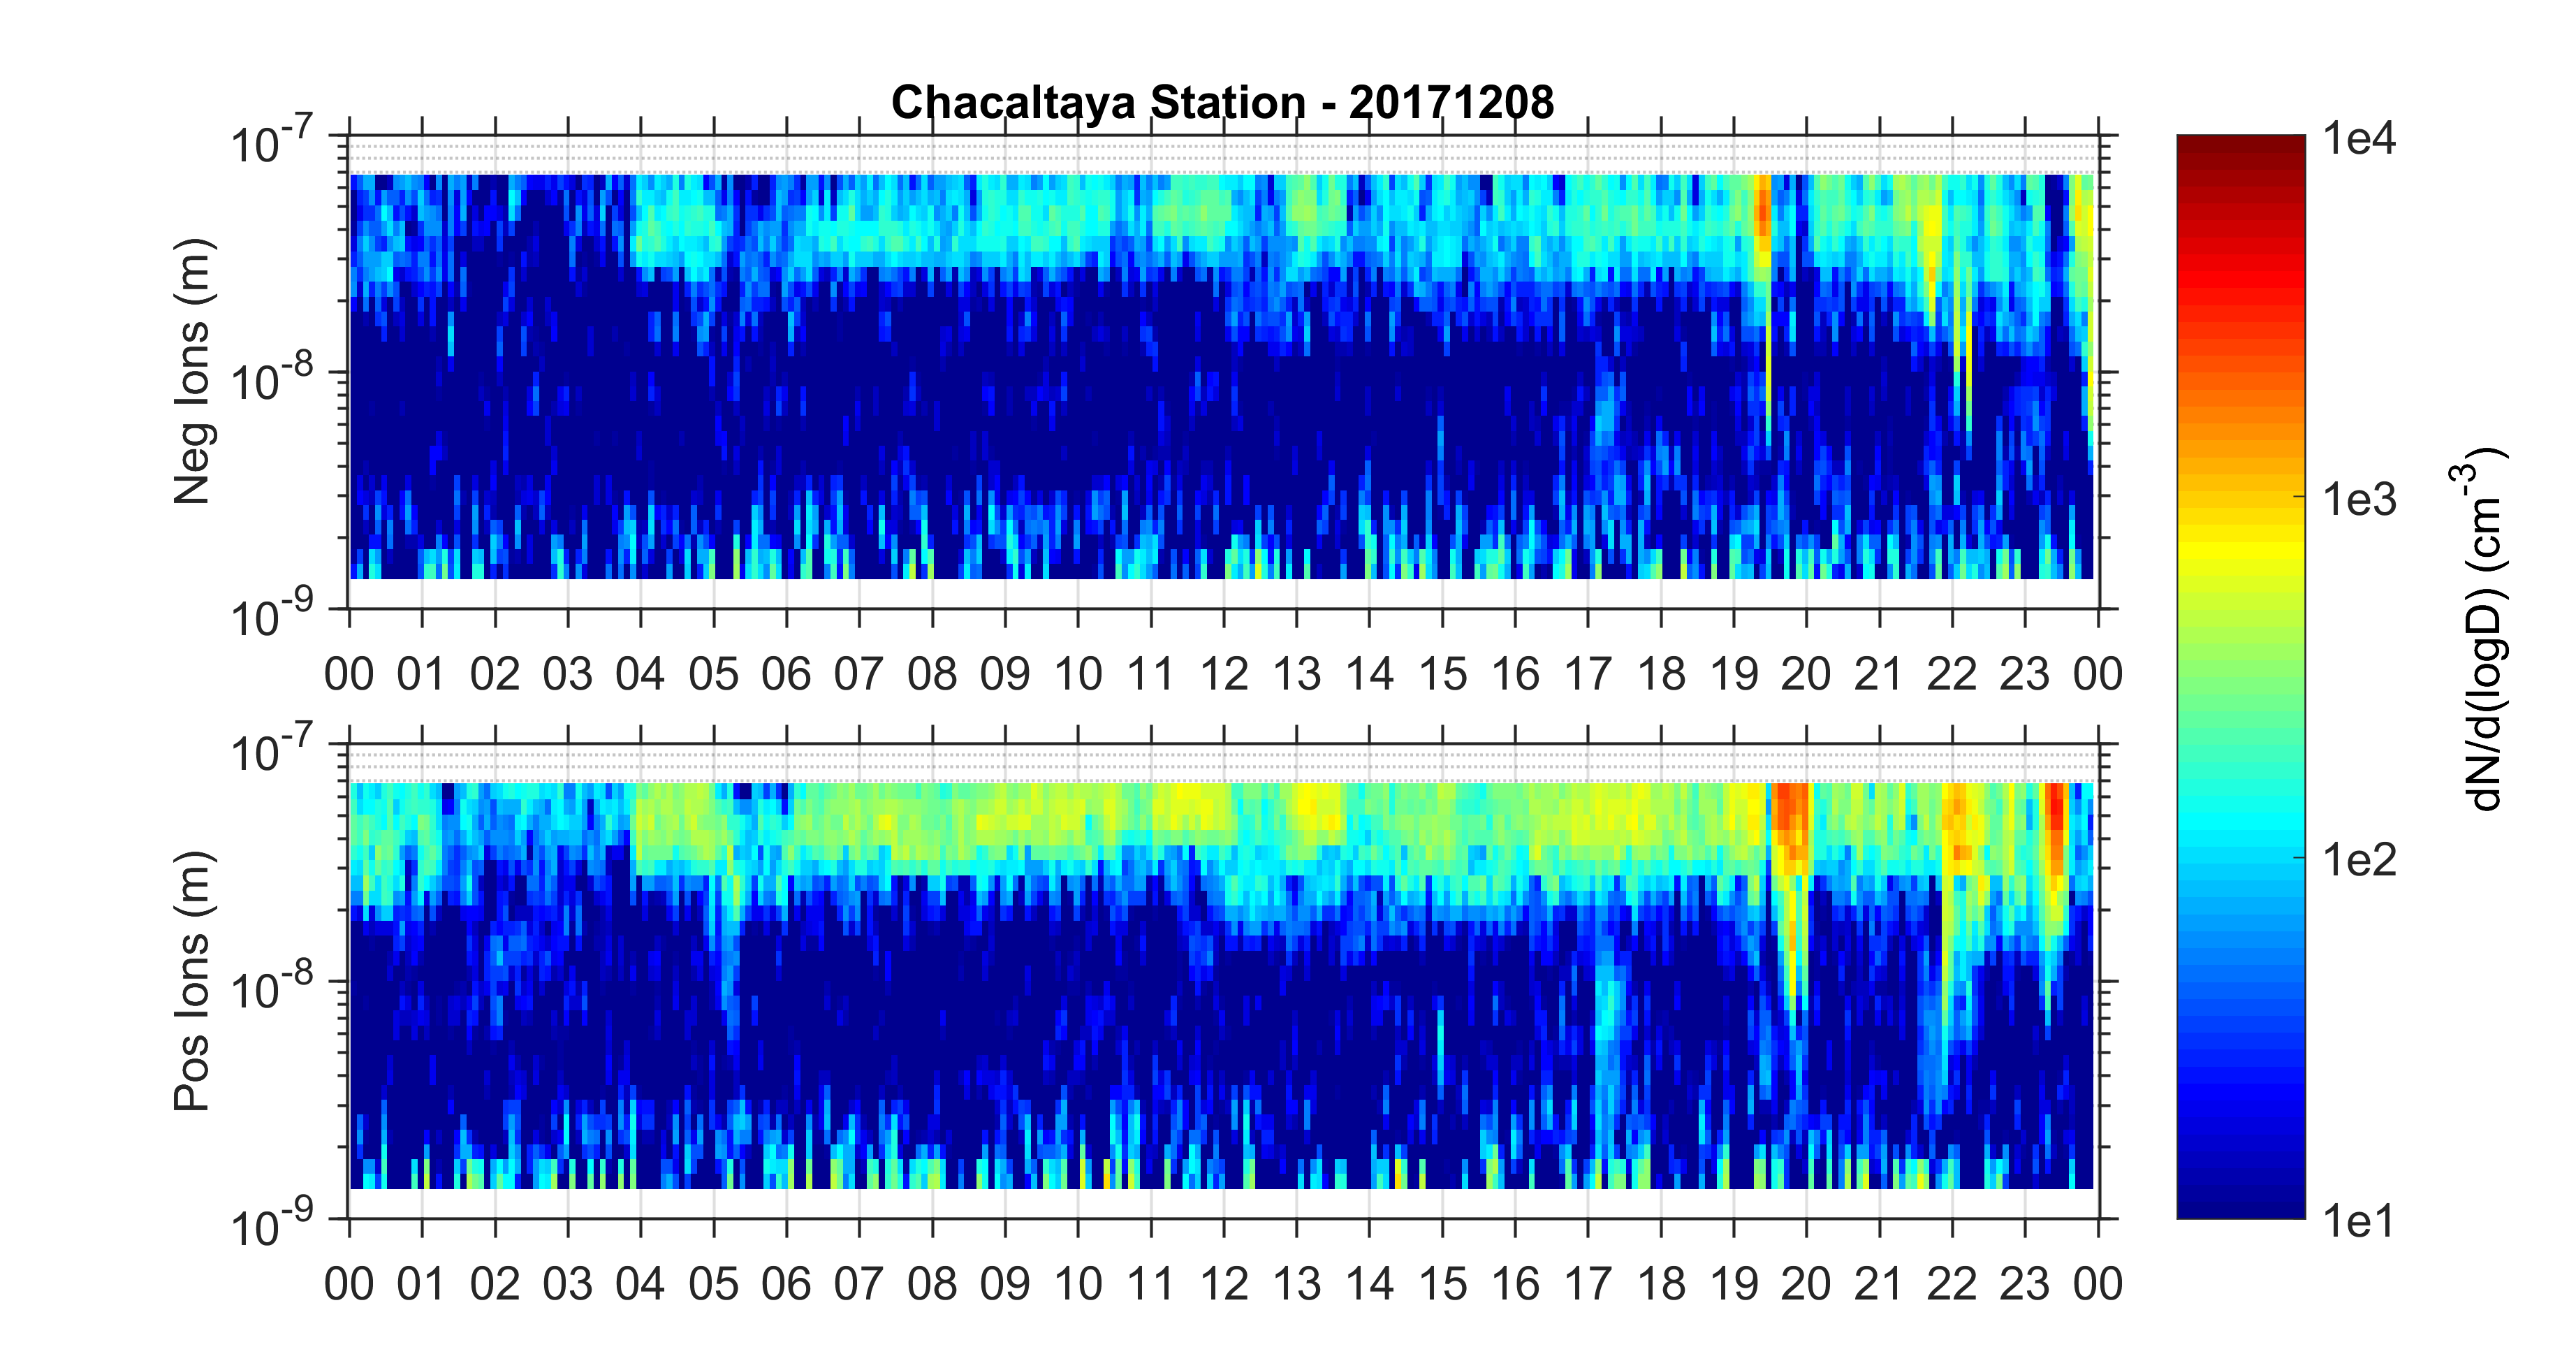 Chacaltaya Station - 20171208
10-7
10-8
10-9
Neg Ions (m)
00 01 02 03 04 05 06 07 08 09 10 11 12 13 14 15 16 17 18 19 20 21 22 23 00
10-7
10-8
10-9
Pos Ions (m)
00 01 02 03 04 05 06 07 08 09 10 11 12 13 14 15 16 17 18 19 20 21 22 23 00
1e4
1e3
1e2
1e1
dN/d(logD) (cm-3)